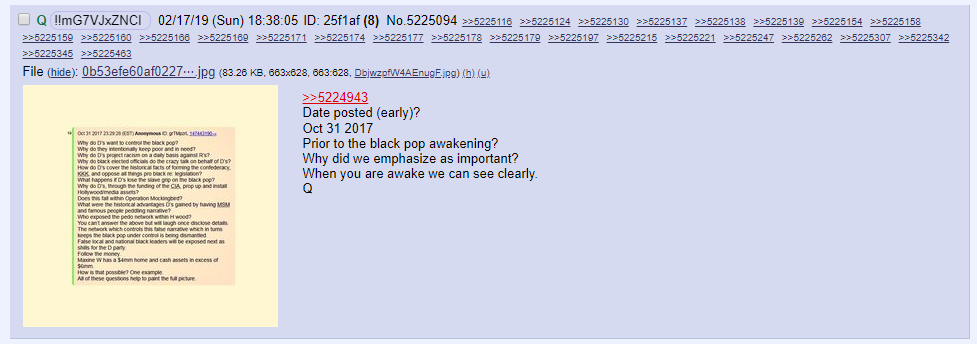 Q !!mG7VJxZNCI 02/17/19 (Sun) 18:38:05 ID: 25f1af (8) No.5225094 >>5225116 >>5225124 >>5225130 >>5225137 >>5225138 >>5225139 >>5225154 >>5225158
>>5225159 >>5225160 >>5225166 >>5225169 >>5225171 >>5225174 >>5225177 >>5225178 >>5225179 >>5225197 >>5225215 >>5225221 >>5225247 >>5225262 >>5225307 >>5225342
>>5225345 >>5225463
File (hide): 0b53efe60af0227⋯.jpg (83.26 KB, 663x628, 663:628, DbjwzpfW4AEnugF.jpg) (h) (u)
>>5224943
Date posted (early)?
Oct 31 2017
Prior to the black pop awakening?
Why did we emphasize as important?
When you are awake we can see clearly.
Q
Oct 31 2017 23:29:28 (EST) Anonymous ID: grTMpzrL
Why do D's want to control the black pop?
Why do they intentionally keep poor and in need?
Why do D's project racism on a daily basis against R's?
Why do black elected officials do the crazy talk on behalf of D's?
How do D's cover the historical facts of forming the confederacy,
KKK, and oppose all things pro black re: legislation?
What happens if D's lose the slave grip on the black pop?
Why do D's, through the funding of the CIA, prop up and install
Hollywood/media assets?
Does this fall within Operation Mockingbird?
What were the historical advantages D's gained by having MSM
and famous people peddling narrative?
Who exposed the pedo network within H wood?
You can't answer the above but will laugh once disclose details.
The network which controls this false narrative which in turns
keeps the black pop under control is being dismantled.
False local and national black leaders will be exposed next as
shills for the D party.
Follow the money.
Maxine W has a $4mm home and cash assets in excess of
$6mm.
How is that possible? One example.
All of these questions help to paint the full picture.